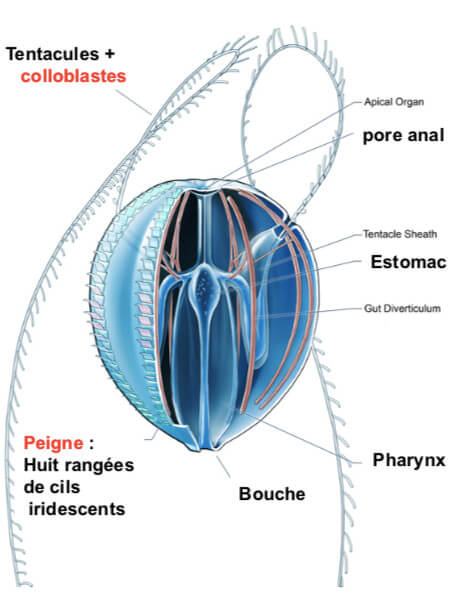 Tentacules +
colloblastes
Apical Organ
pore anal
Tentacle Sheath
Estomac
Gut Diverticulum
Peigne :
Huit rangées
de cils
iridescents
Pharynx
Bouche